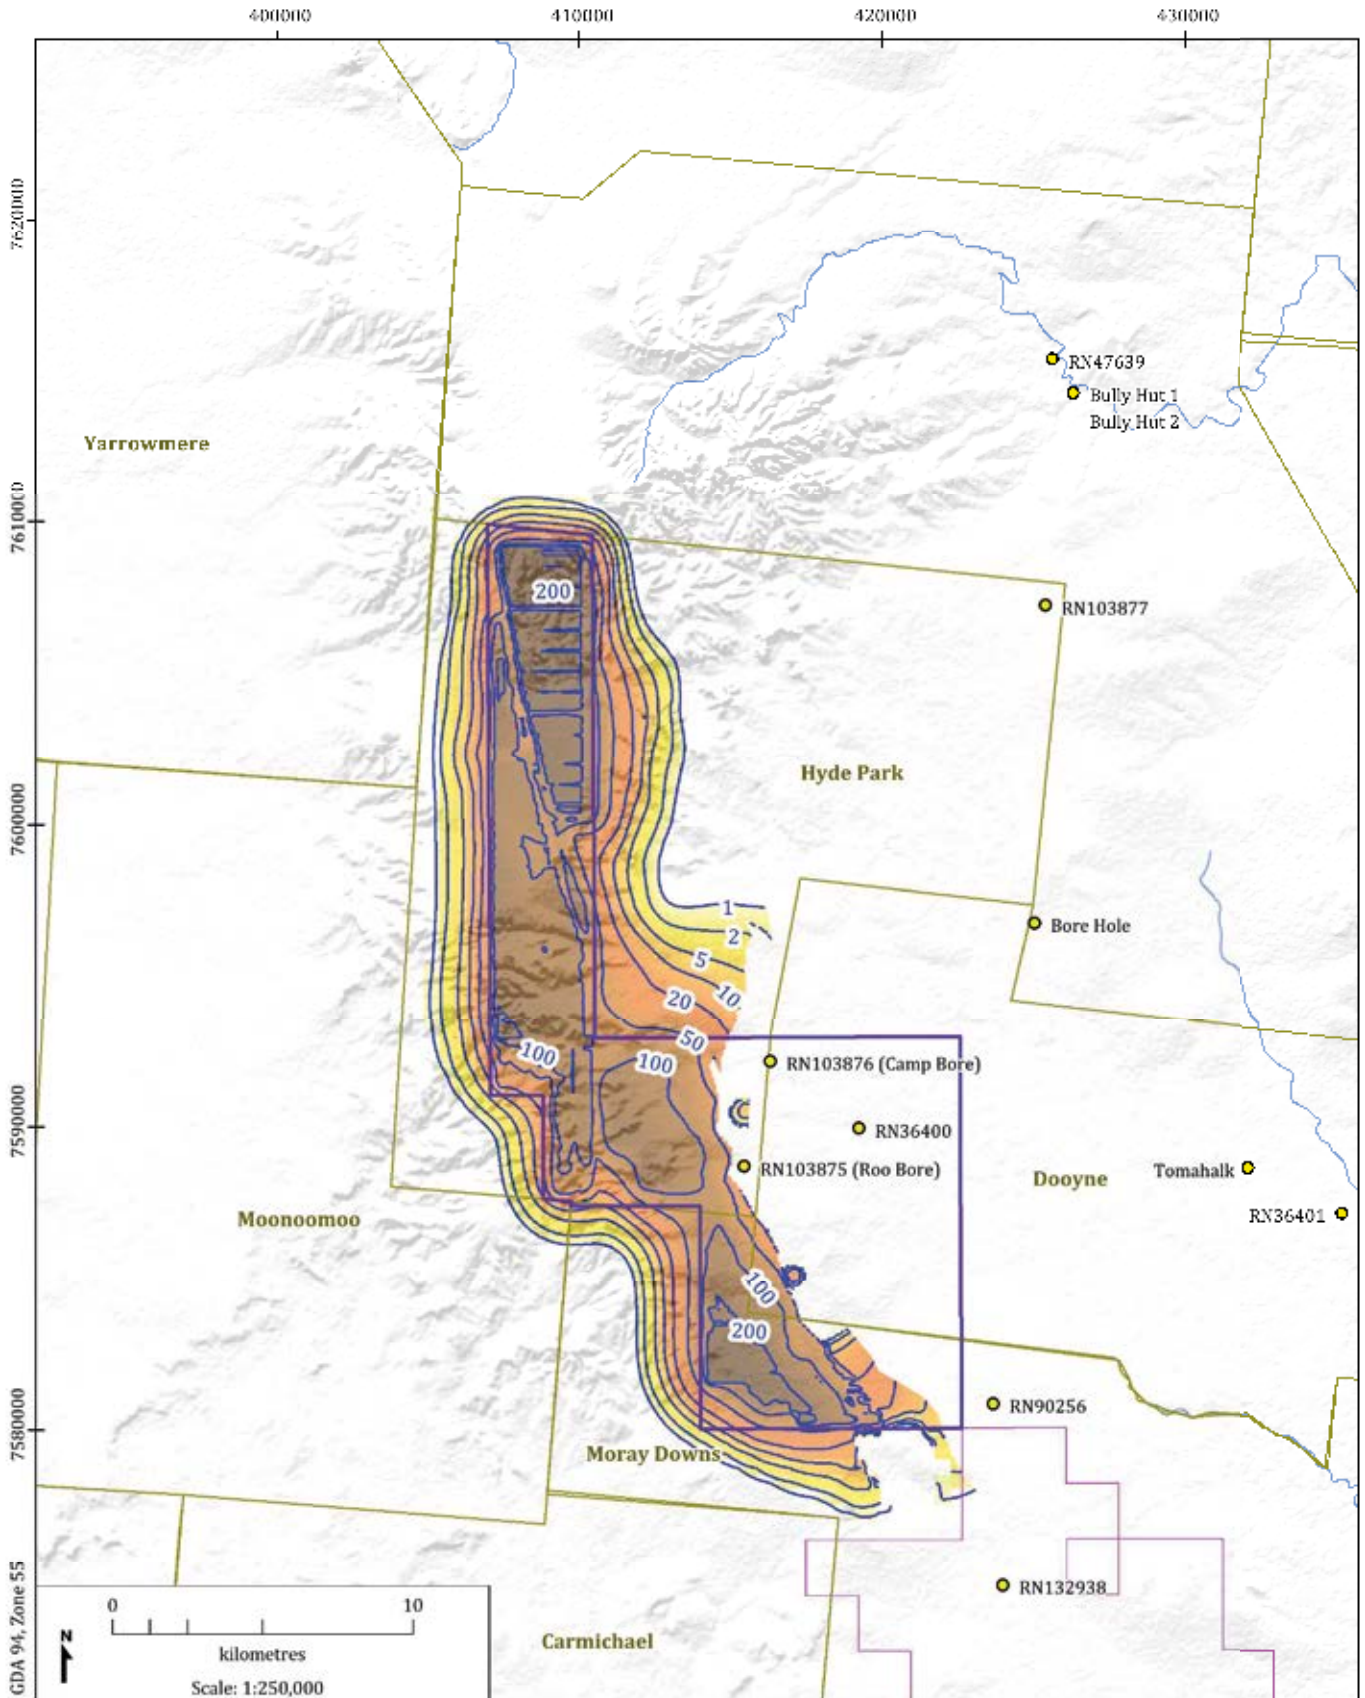 400000 410000 420000 430000
7620000
RN47639
Bully Hut 1
Bully Hut 2
Yarrowmere
7610000
200
RN103877
Hyde Park
7600000
1
2
Bore Hole
5
10
20
50
100
100
RN103876 (Camp Bore)
7590000
RN36400
RN103875 (Roo Bore)
Tomahalk
Dooyne
RN36401
Moonoomoo
100
200
RN90256
7580000
Moray Downs
RN132938
GDA 94, Zone 55
0 10
N
kilometres
Carmichael
Scale: 1:250,000